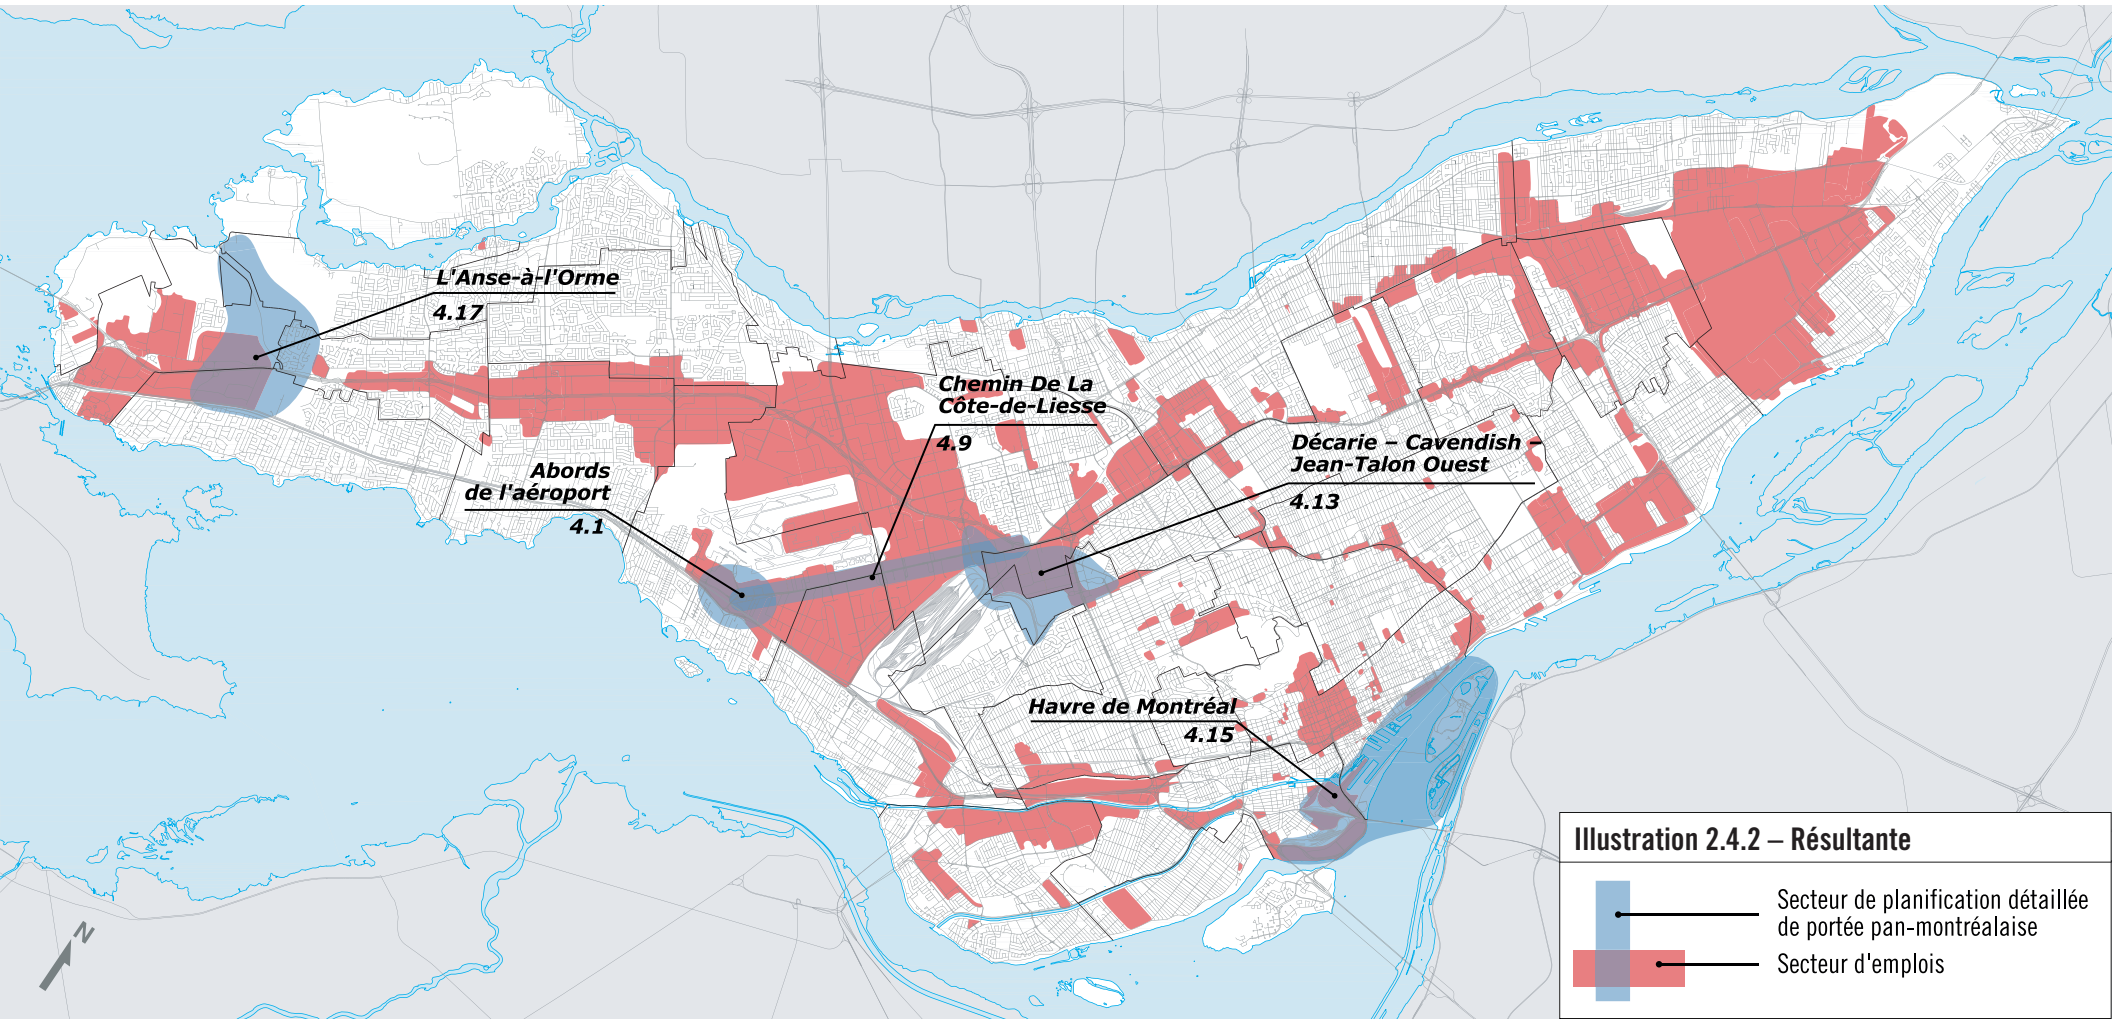 L'Anse-à-l'Orme
4.17
Chemin De La
Côte-de-Liesse
4.9
Décarie – Cavendish –
Jean-Talon Ouest
4.13
Abords
de l'aéroport
4.1
Havre de Montréal
4.15
N
Illustration 2.4.2 – Résultante
Secteur de planification détaillée
de portée pan-montréalaise
Secteur d'emplois